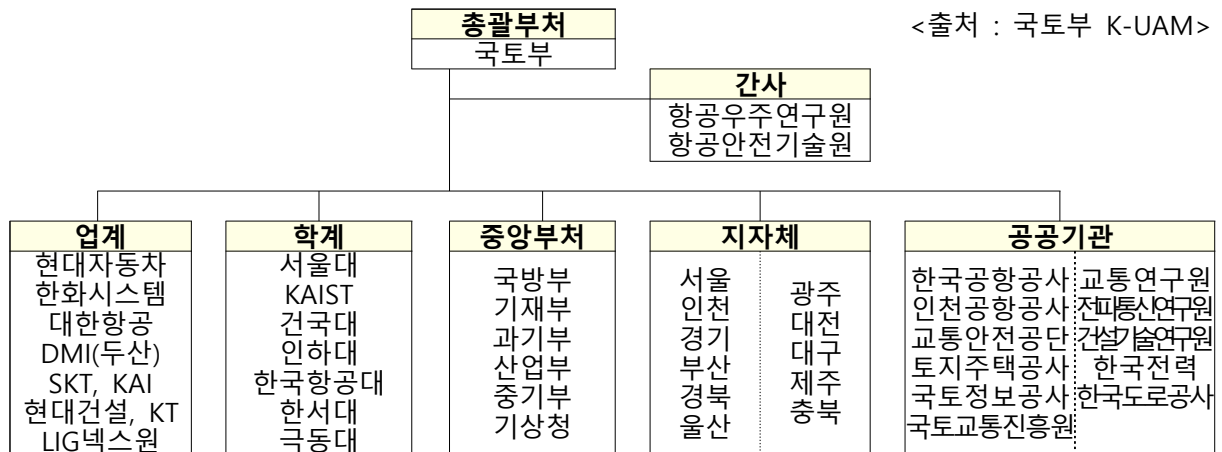 총괄부처
국토부
<출처 : 국토부 K-UAM>
간사
항공우주연구원
항공안전기술원
업계
현대자동차
한화시스템
대한항공
DMI(두산)
SKT, KAI
현대건설, KT
LIG넥스원
학계
서울대
KAIST
건국대
인하대
한국항공대
한서대
극동대
중앙부처
국방부
기재부
과기부
산업부
중기부
기상청
지자체
서울
인천
경기
부산
경북
울산
광주
대전
대구
제주
충북
공공기관
한국공항공사
인천공항공사
교통안전공단
토지주택공사
국토정보공사
국토교통진흥원
교통연구원
전파통신연구원
건설기술연구원
한국전력
한국도로공사